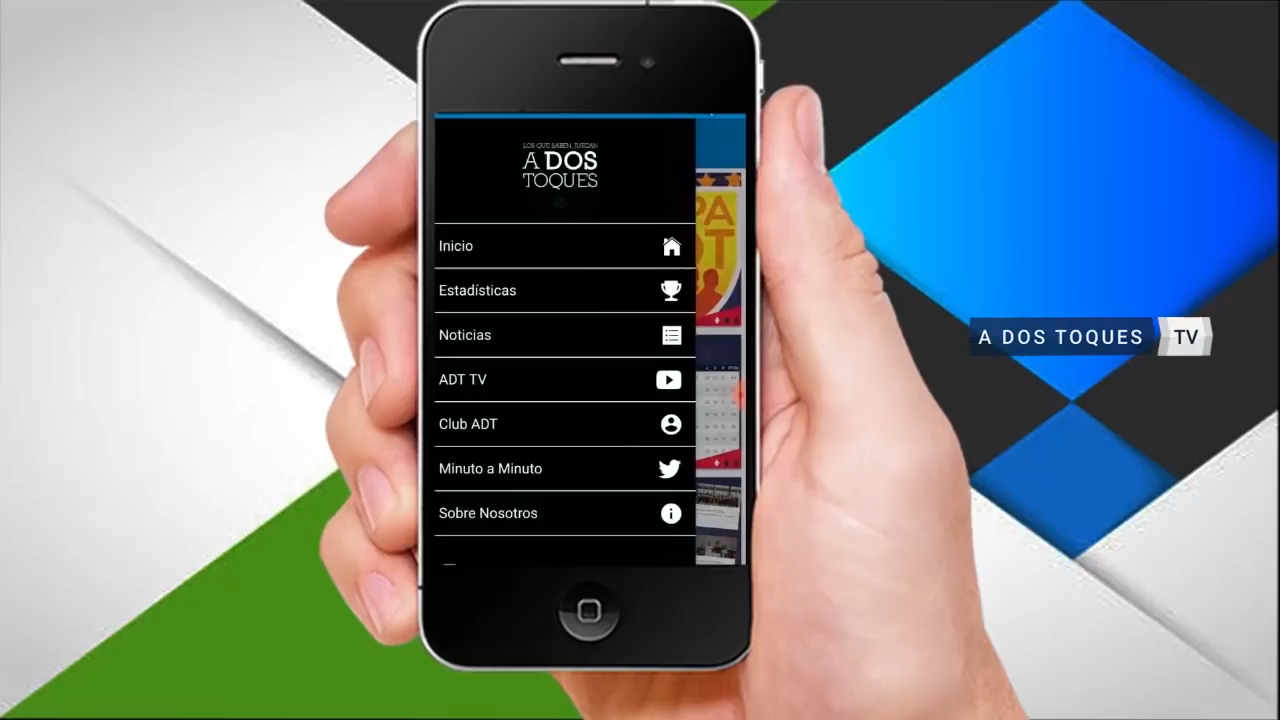 LOS QUE SABEN, JUEGAN
A DOS
TOQUES
Inicio
Estadísticas
Noticias
ADT TV
Club ADT
Minuto a Minuto
Sobre Nosotros
A DOS TOQUES TV